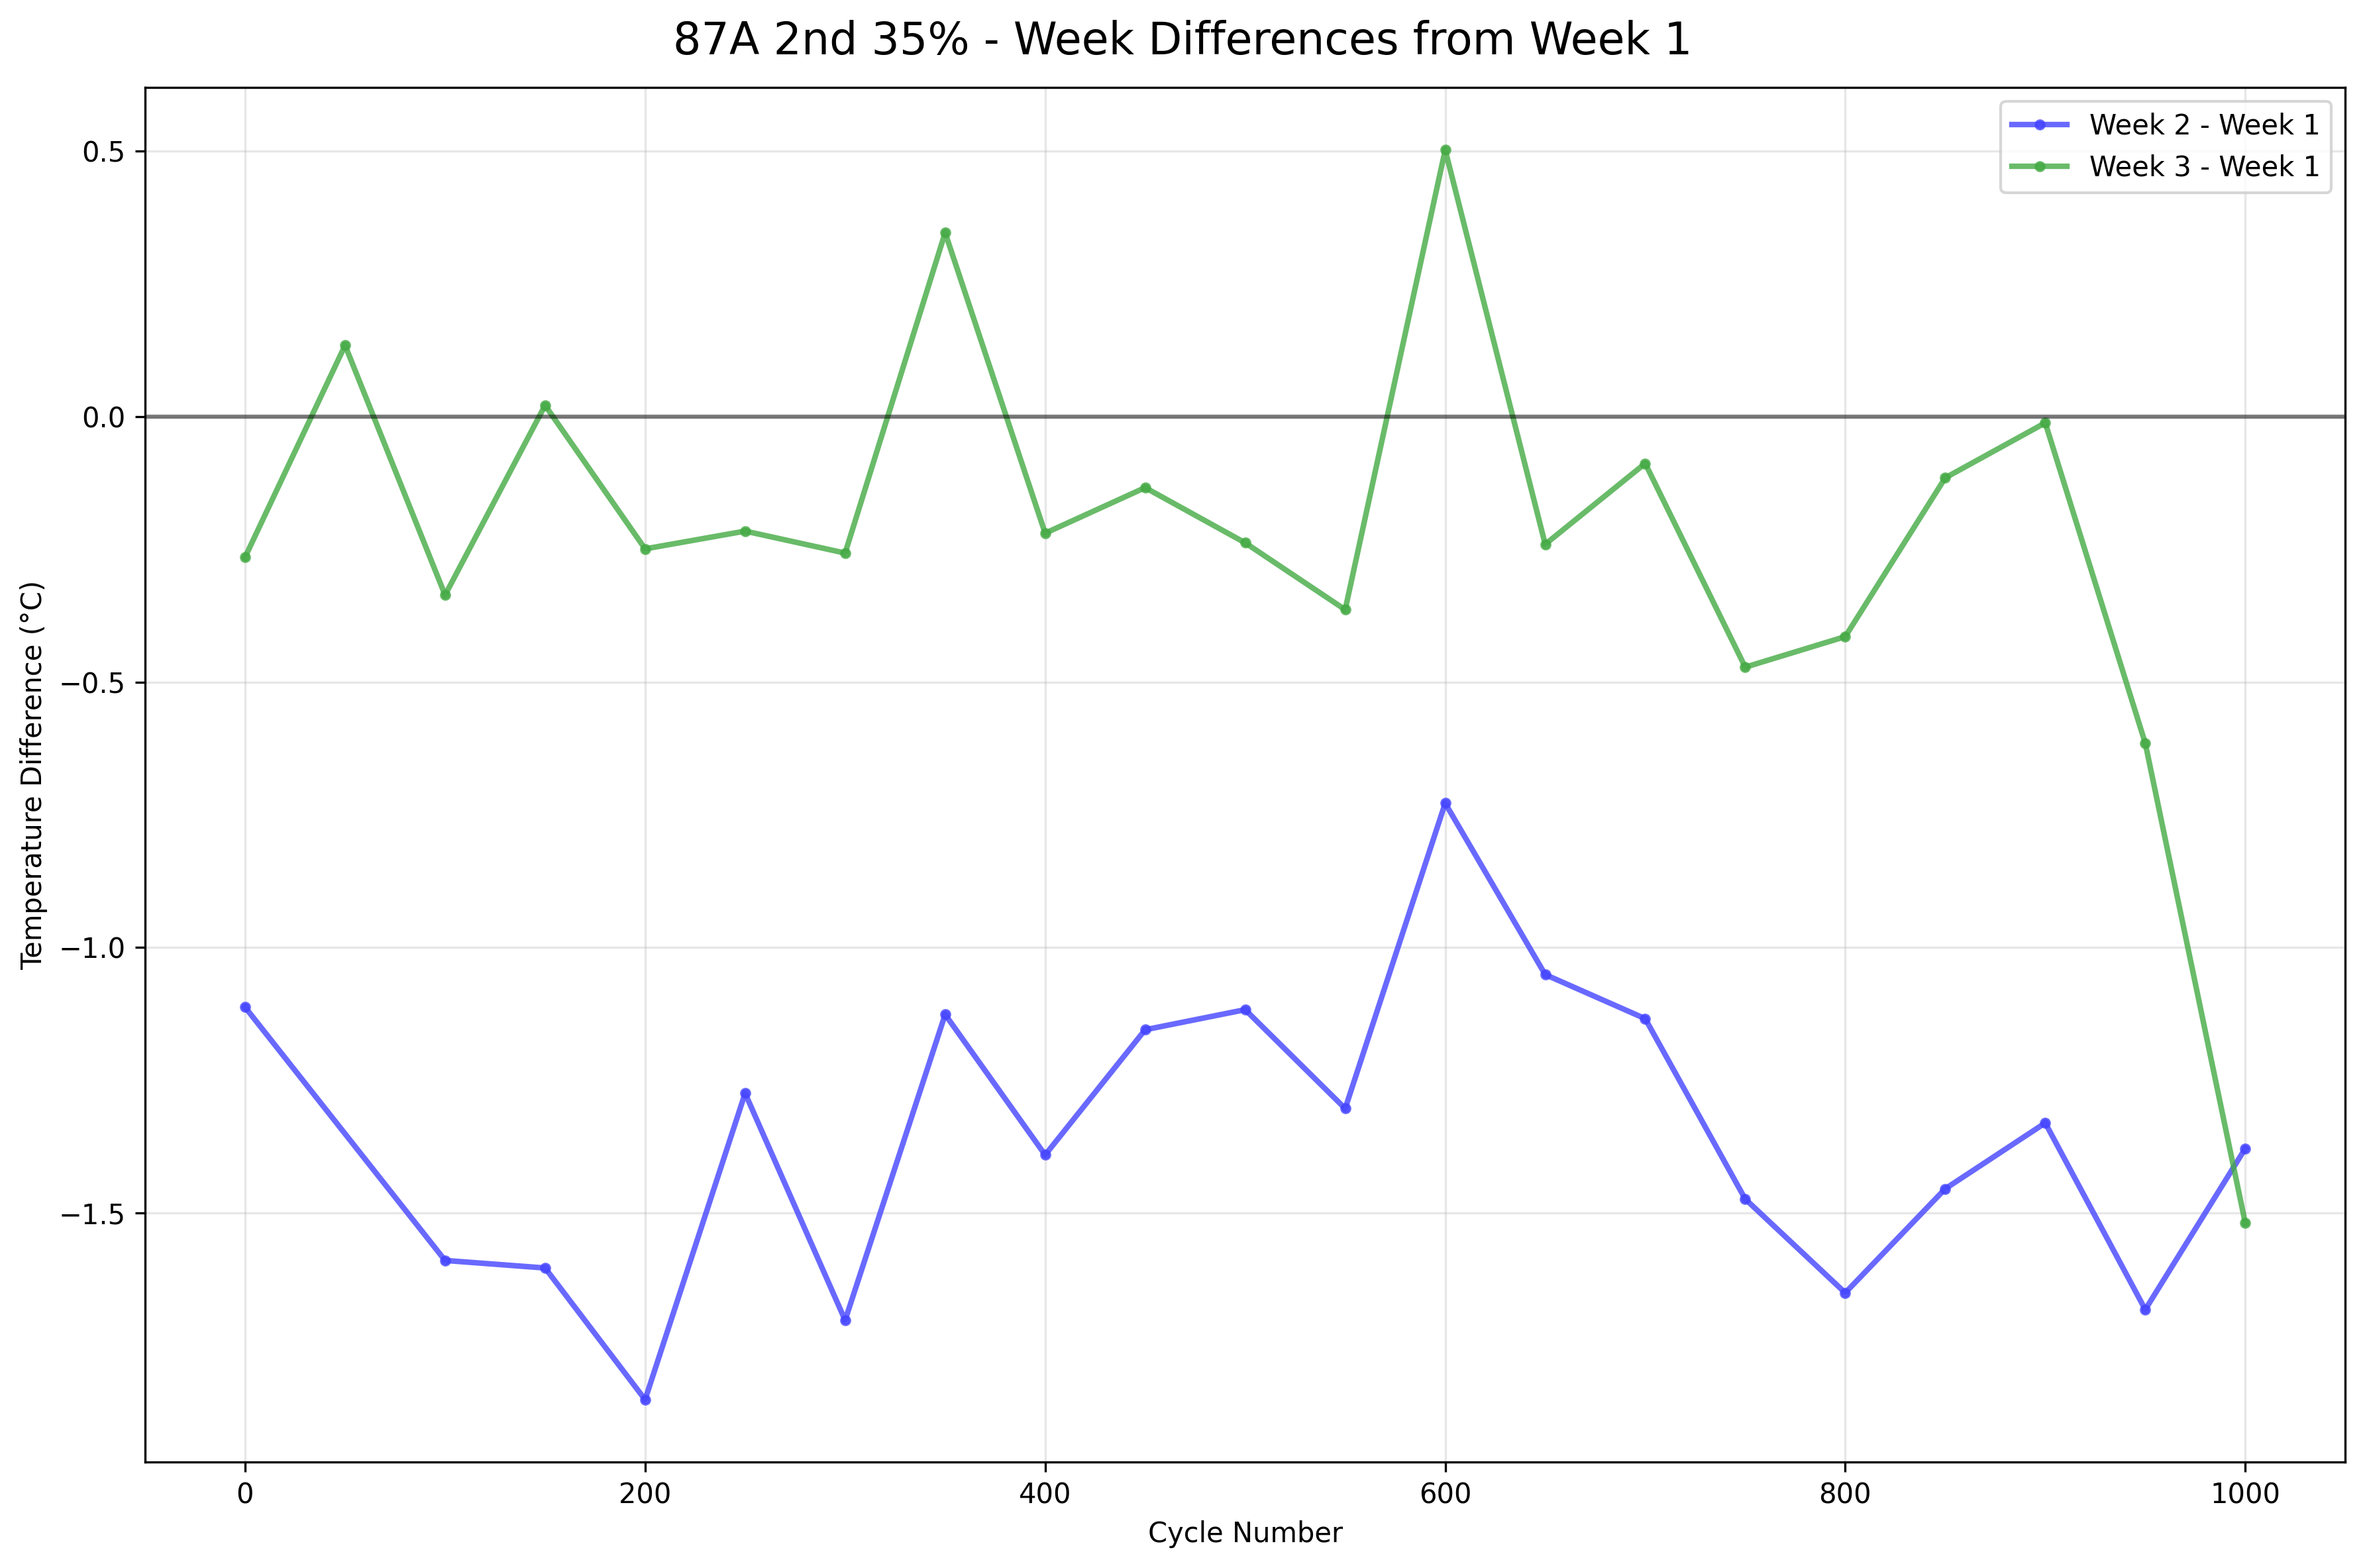 87A 2nd 35% - Week Differences from Week 1
Week 2 - Week 1
Week 3 - Week 1
0.5
0.0
−0.5
−1.0
−1.5
Temperature Difference (°C)
0 200 400 600 800 1000
Cycle Number